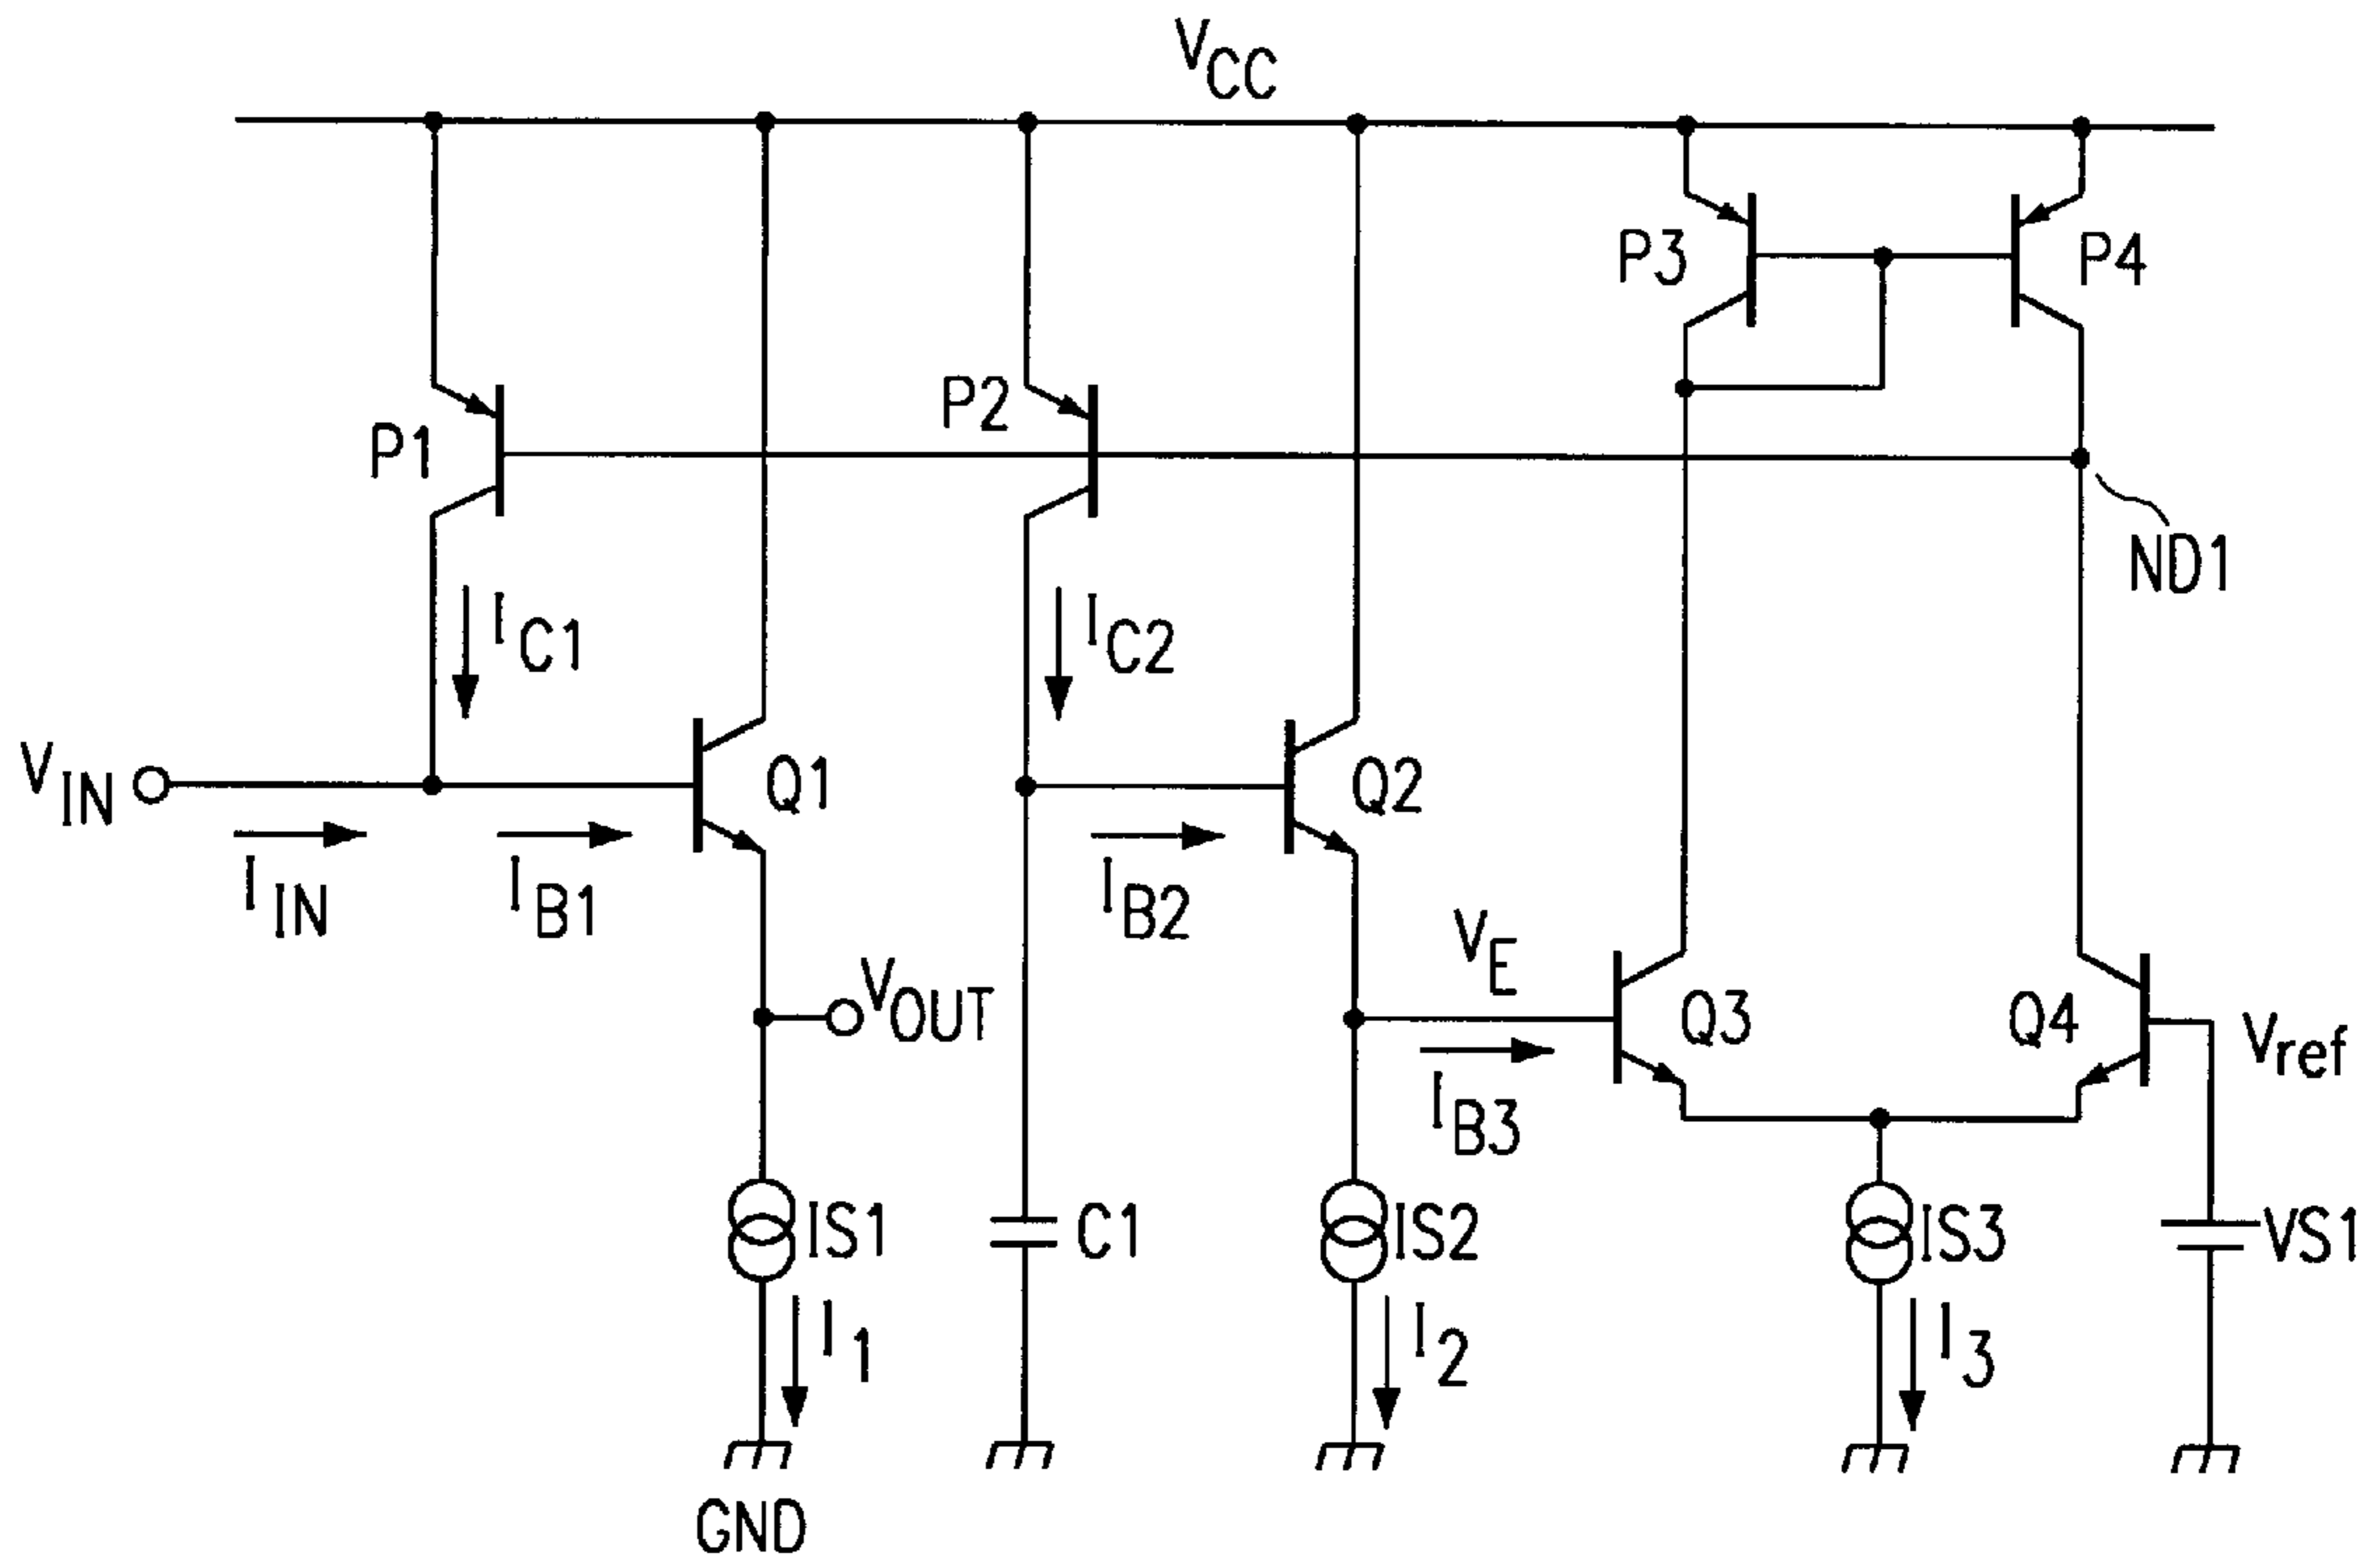 VCC
P3
P4
P1
P2
ND1
IC1
IC2
VIN
Q1
Q2
IIN
IB1
IB2
VE
VOUT
Q3
Q4
Vref
IB3
IS1
C1
IS2
IS3
VS1
I1
I2
I3
GND